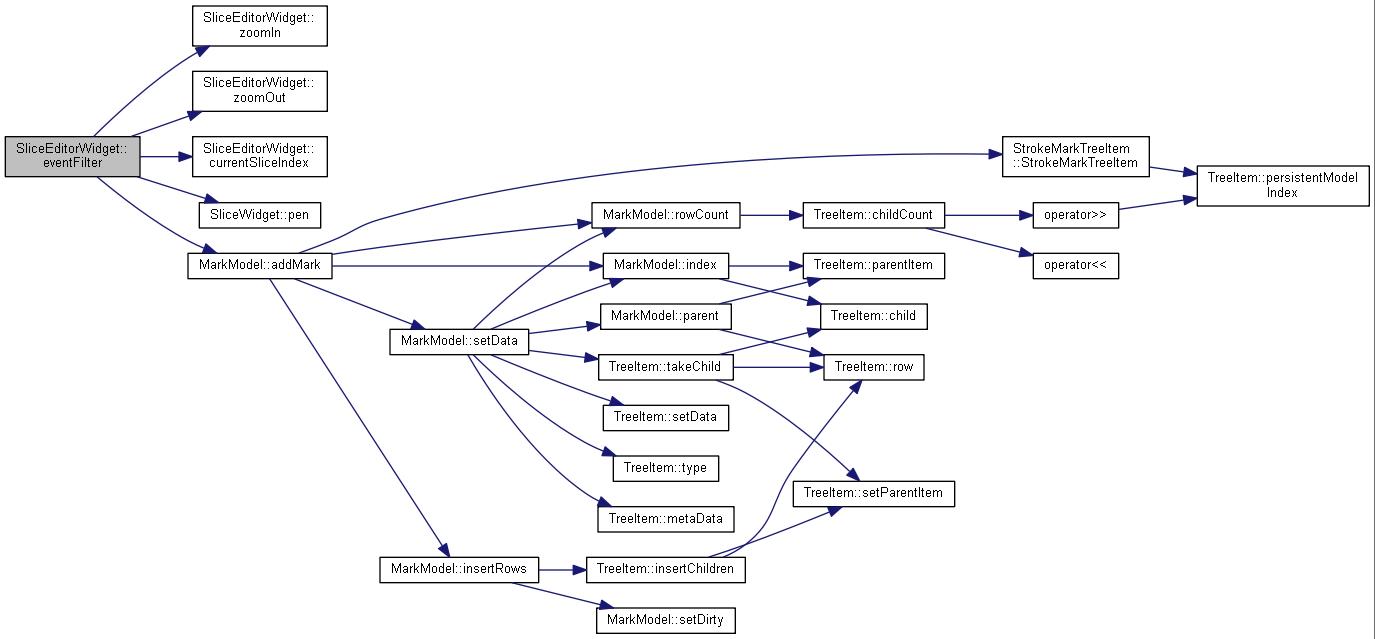 SliceEditorWidget::
zoomIn
SliceEditorWidget::
zoomOut
SliceEditorWidget::
eventFilter
SliceEditorWidget::
currentSliceIndex
SliceWidget::pen
MarkModel::addMark
StrokeMarkTreeItem
::StrokeMarkTreeItem
TreeItem::persistentModel
Index
MarkModel::rowCount
TreeItem::childCount
operator>>
operator<<
MarkModel::index
TreeItem::parentItem
MarkModel::parent
TreeItem::child
MarkModel::setData
TreeItem::takeChild
TreeItem::row
TreeItem::setData
TreeItem::type
TreeItem::metaData
TreeItem::setParentItem
MarkModel::insertRows
TreeItem::insertChildren
MarkModel::setDirty